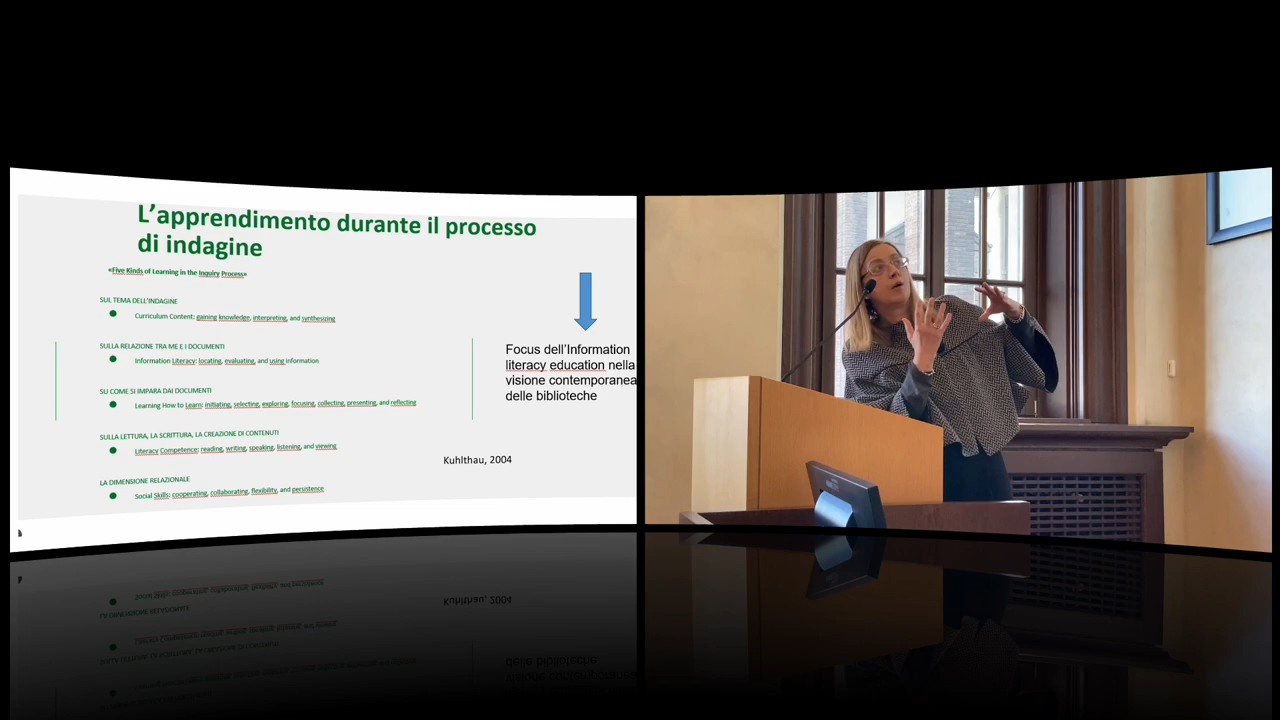 L’apprendimento durante il processo
di indagine
«Five Kinds of Learning in the Inquiry Process»
SUL TEMA DELL’INDAGINE
Curriculum Content: gaining knowledge, interpreting, and synthesizing
SULLA RELAZIONE TRA ME E I DOCUMENTI
Information Literacy: locating, evaluating, and using information
SU COME SI IMPARA DAI DOCUMENTI
Learning How to Learn: initiating, selecting, exploring, focusing, collecting, presenting, and reflecting
SU LETTURA, LA SCRITTURA, LA CREAZIONE DI CONTENUTI
Literacy Competence: reading, writing, speaking, listening, and viewing
LA DIMENSIONE RELAZIONALE
Social Skills: cooperating, collaborating, flexibility, and persistence
Focus dell’Information
literacy education nella
visione contemporanea
delle biblioteche
Kuhlthau, 2004